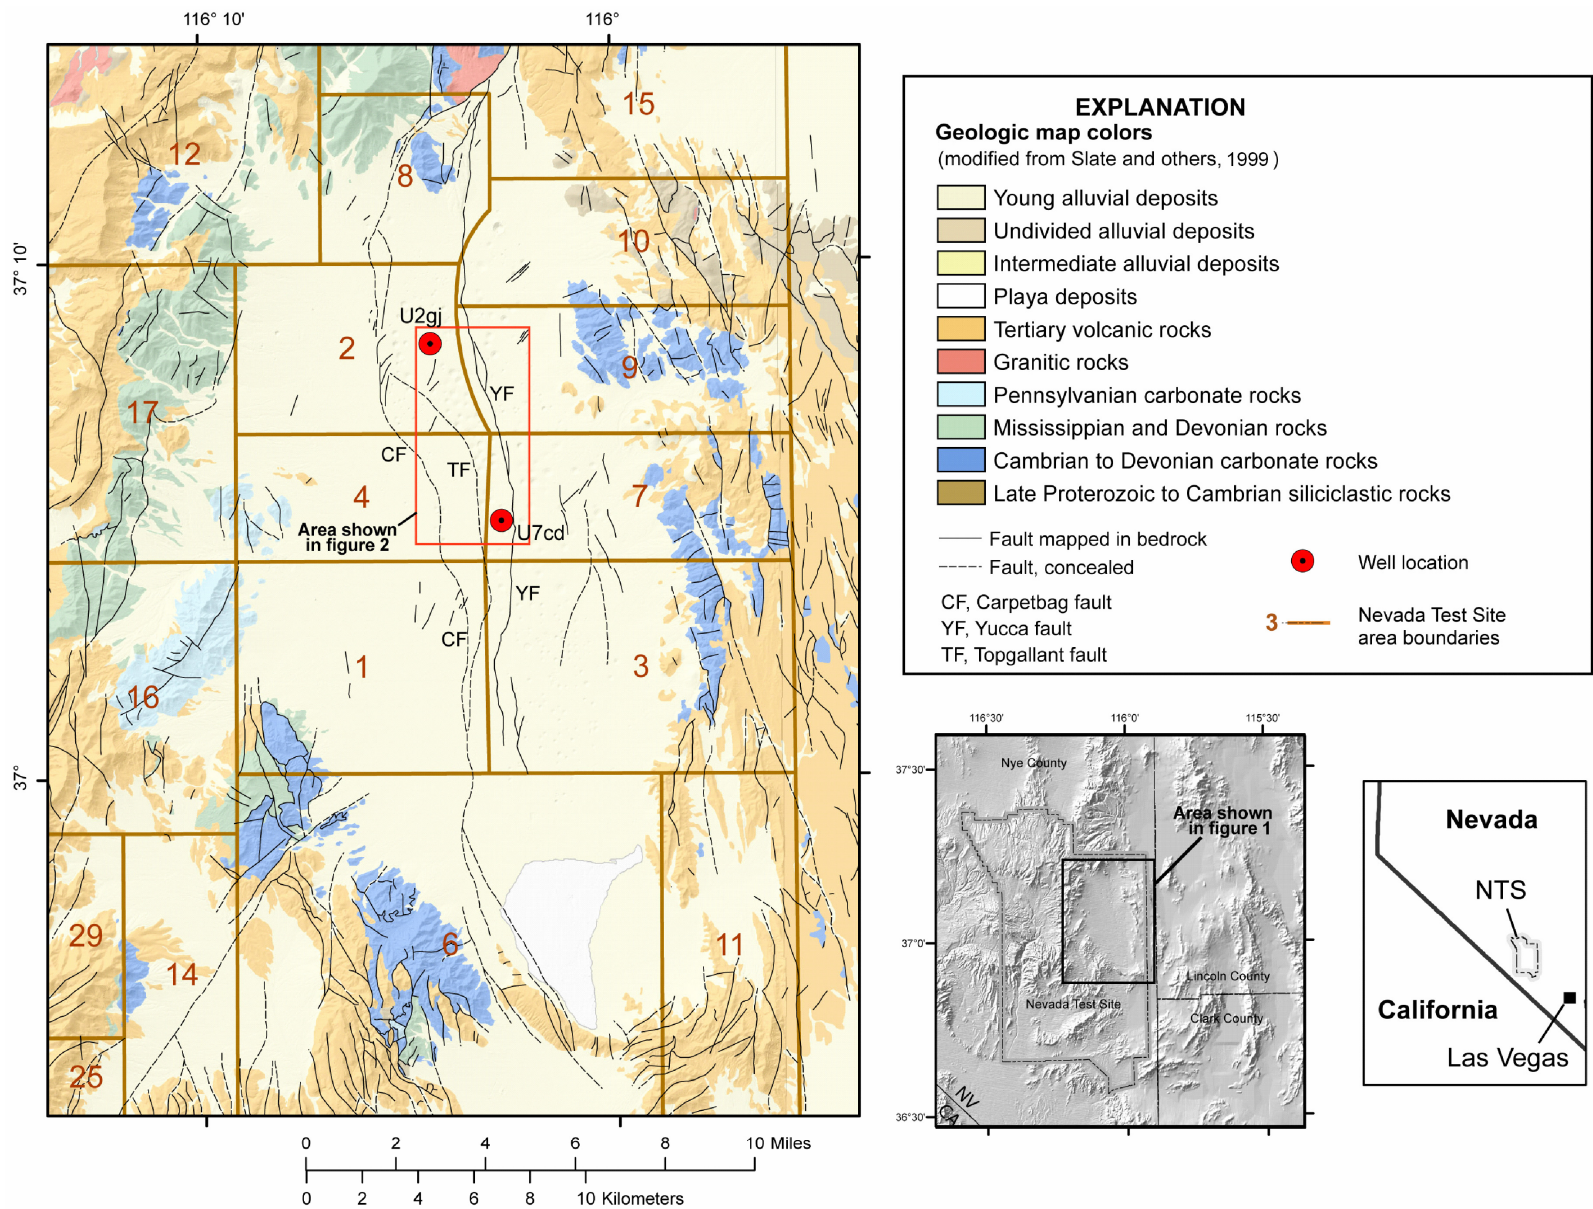 116° 10'
116°
37° 10'
37°
15
12
8
10
U2gj
2
9
YF
17
CF
TF
4
7
Area shown
in figure 2
U7cd
YF
CF
1
3
16
29
6
11
14
25
0 2 4 6 8 10 Miles
0 2 4 6 8 10 Kilometers
EXPLANATION
Geologic map colors
(modified from Slate and others, 1999 )
Young alluvial deposits
Undivided alluvial deposits
Intermediate alluvial deposits
Playa deposits
Tertiary volcanic rocks
Granitic rocks
Pennsylvanian carbonate rocks
Mississippian and Devonian rocks
Cambrian to Devonian carbonate rocks
Late Proterozoic to Cambrian siliciclastic rocks
Fault mapped in bedrock
Fault, concealed
CF, Carpetbag fault
YF, Yucca fault
TF, Topgallant fault
Well location
3
Nevada Test Site
area boundaries
116°30'
116°0'
115°30'
37°30'
37°0'
36°30'
Nye County
Area shown
in figure 1
Lincoln County
Nevada Test Site
Clark County
NV
CA
Nevada
NTS
California
Las Vegas